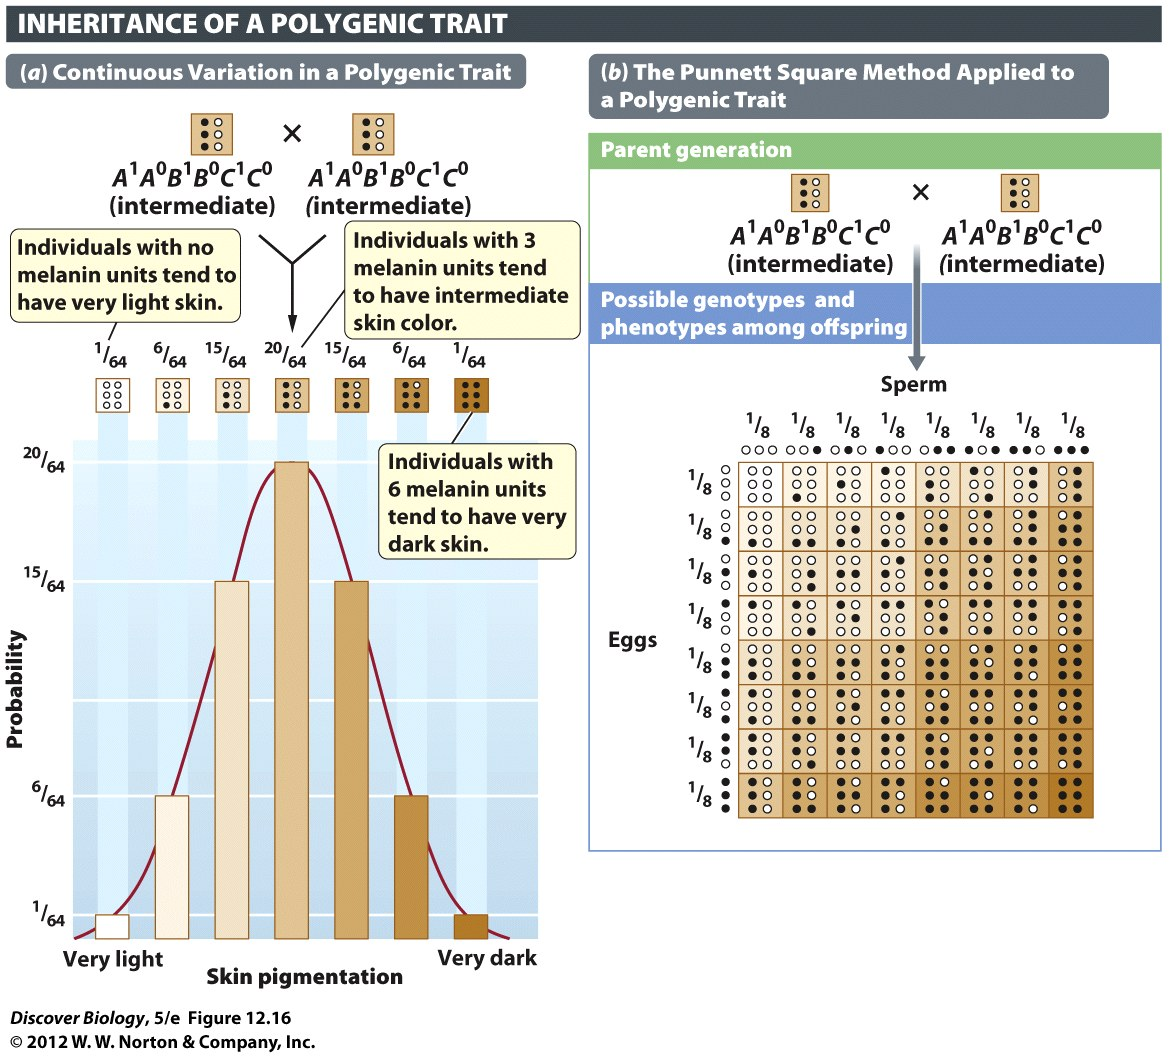 INHERITANCE OF A POLYGENIC TRAIT
(a) Continuous Variation in a Polygenic Trait
×
A¹A⁰B¹B⁰C¹C⁰
(intermediate)
A¹A⁰B¹B⁰C¹C⁰
(intermediate)
Individuals with no
melanin units tend to
have very light skin.
Individuals with 3
melanin units tend
to have intermediate
skin color.
1/64 6/64 15/64 20/64 15/64 6/64 1/64
Individuals with
6 melanin units
tend to have very
dark skin.
20/64
15/64
6/64
1/64
Probability
Very light
Very dark
Skin pigmentation
(b) The Punnett Square Method Applied to
a Polygenic Trait
Parent generation
×
A¹A⁰B¹B⁰C¹C⁰
(intermediate)
A¹A⁰B¹B⁰C¹C⁰
(intermediate)
Possible genotypes and
phenotypes among offspring
Sperm
1/8 1/8 1/8 1/8 1/8 1/8 1/8 1/8
Eggs
1/8
1/8
1/8
1/8
1/8
1/8
1/8
1/8
Discover Biology, 5/e Figure 12.16
© 2012 W. W. Norton & Company, Inc.